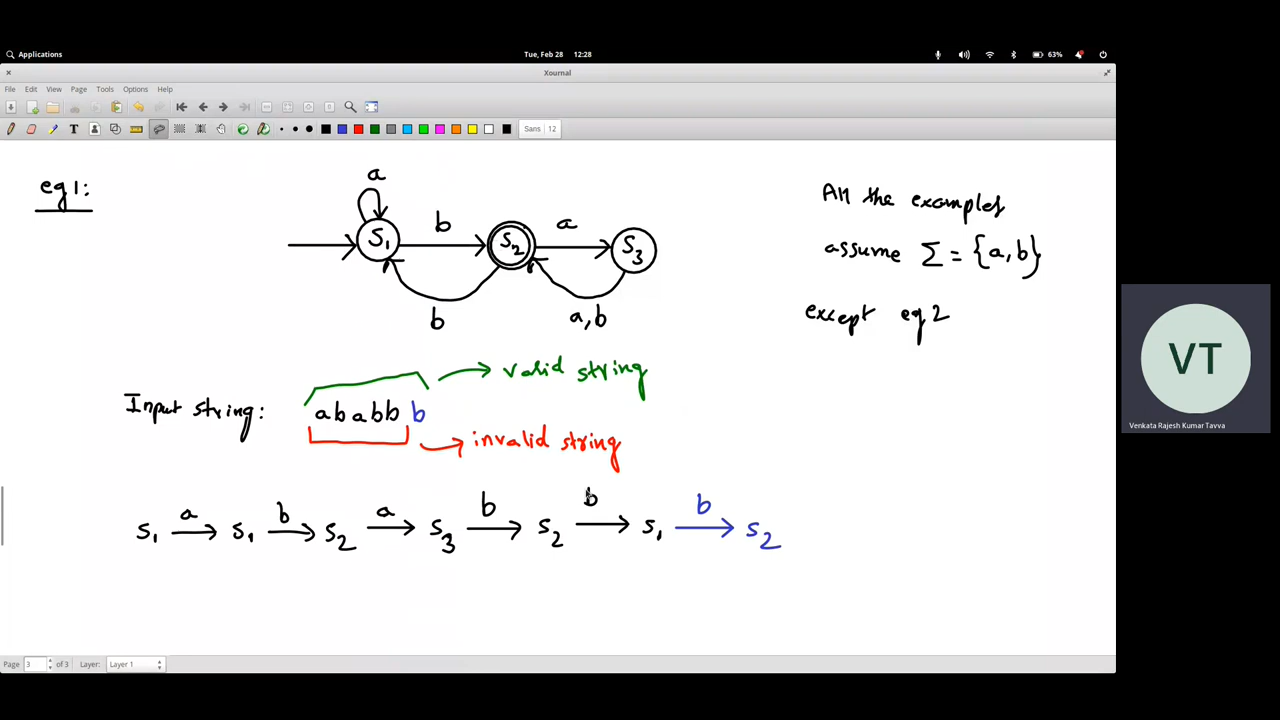 Applications
Tue, Feb 28 12:28
63%
Xournal
File Edit View Page Tools Options Help
Sans 12
eg1:
a
S1
b
S2
a
S3
b
a,b
All the examples
assume Σ = {a, b}
except eg2
valid string
Input string: ababb b
invalid string
S1 a→ S1 b→ S2 a→ S3 b→ S2 b→ S1 b→ S2
VT
Venkata Rajesh Kumar Tavva
Page 3 of 3 Layer: Layer 1